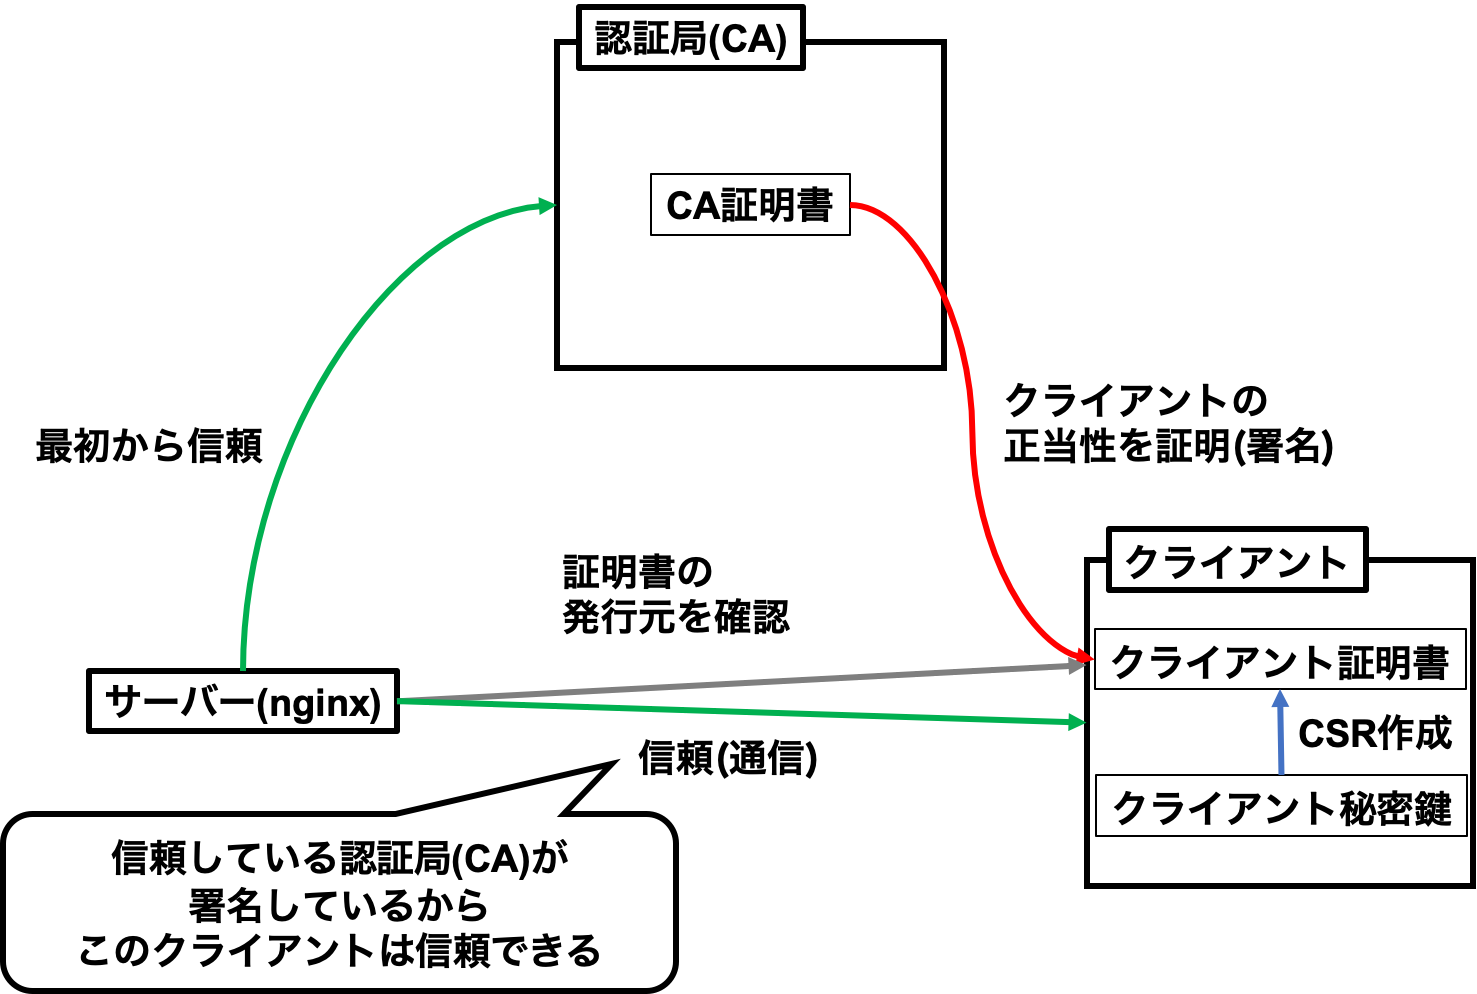 認証局(CA)
CA証明書
最初から信頼
クライアントの
正当性を証明(署名)
証明書の
発行元を確認
クライアント
クライアント証明書
サーバー(nginx)
CSR作成
信頼(通信)
クライアント秘密鍵
信頼している認証局(CA)が
署名しているから
このクライアントは信頼できる